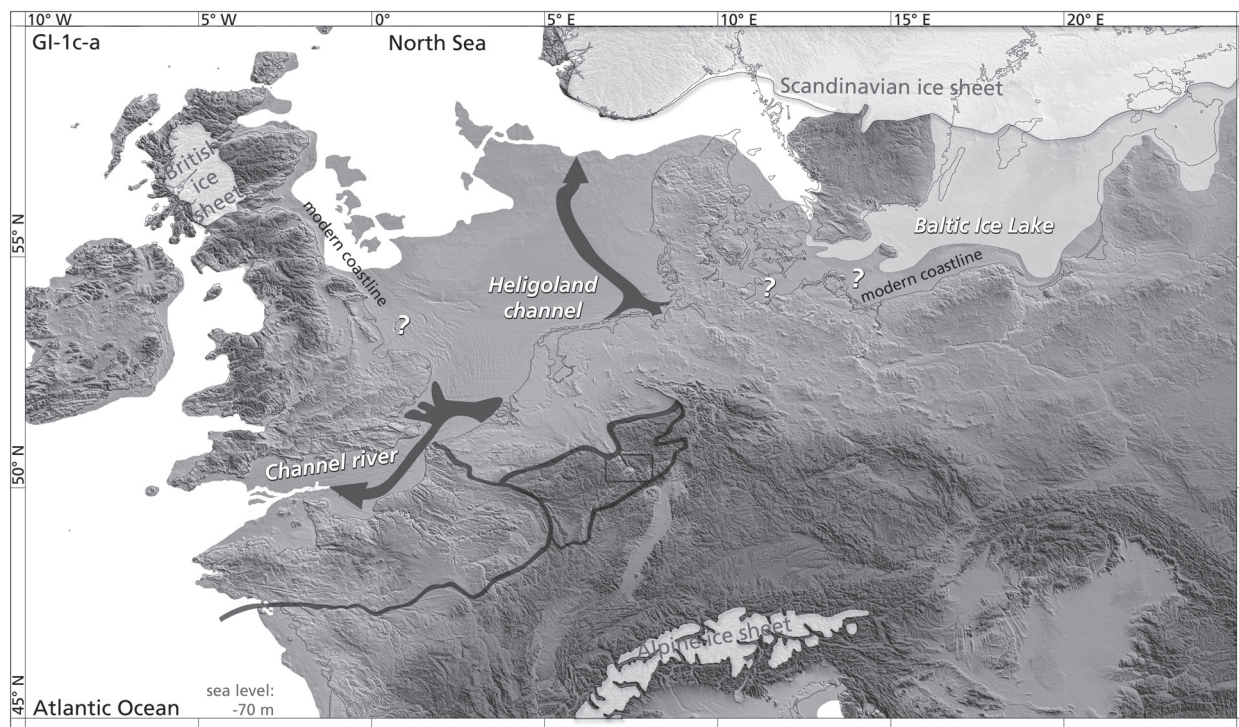 10° W
5° W
0°
5° E
10° E
15° E
20° E
GI-1c-a
North Sea
Scandinavian ice sheet
British
ice
sheet
modern coastline
55° N
Baltic Ice Lake
modern coastline
Heligoland
channel
?
?
?
50° N
Channel river
Alpine ice sheet
45° N
sea level:
-70 m
Atlantic Ocean